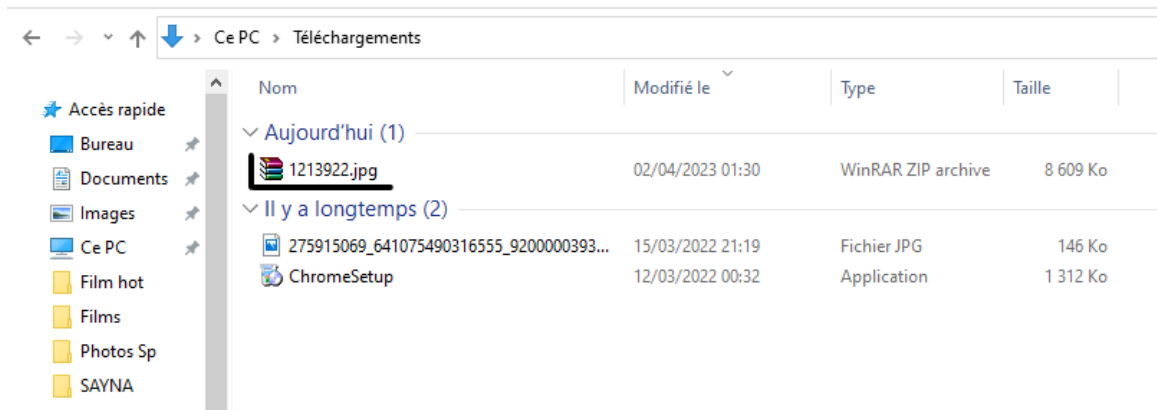 Ce PC > Téléchargements
Nom Modifié le Type Taille
Accès rapide
Bureau
Documents
Images
Ce PC
Film hot
Films
Photos Sp
SAYNA
Aujourd'hui (1)
1213922.jpg 02/04/2023 01:30 WinRAR ZIP archive 8 609 Ko
Il y a longtemps (2)
275915069_641075490316555_9200000393... 15/03/2022 21:19 Fichier JPG 146 Ko
ChromeSetup 12/03/2022 00:32 Application 1 312 Ko